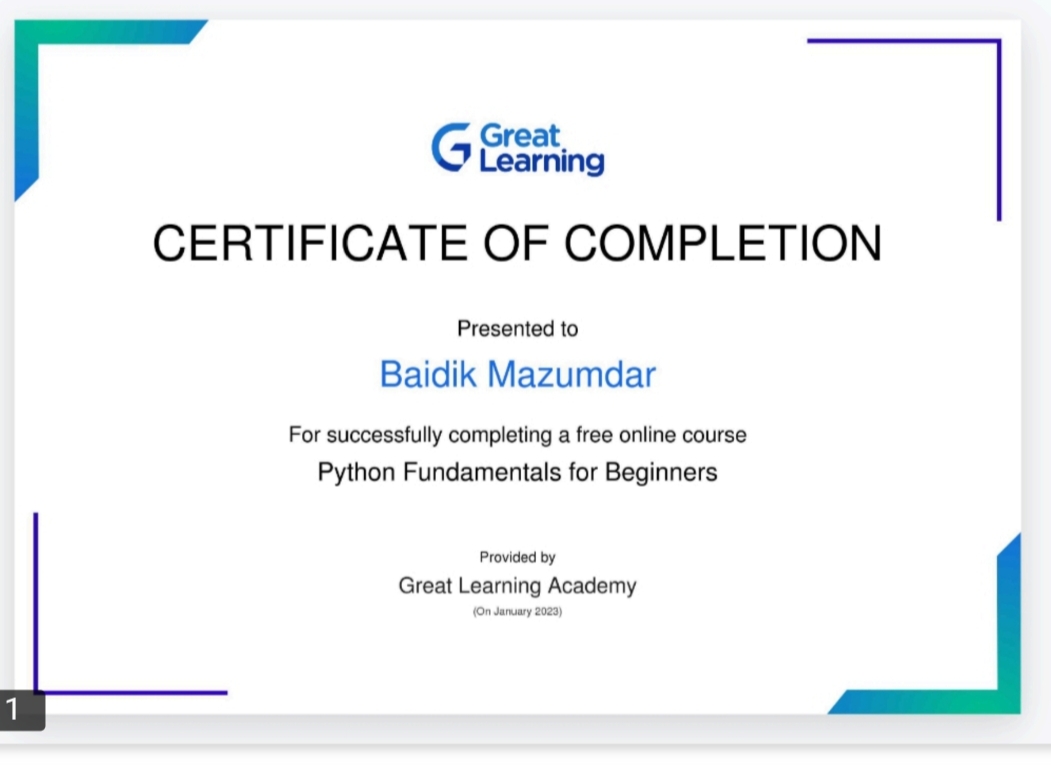 Great
Learning
CERTIFICATE OF COMPLETION
Presented to
Baidik Mazumdar
For successfully completing a free online course
Python Fundamentals for Beginners
Provided by
Great Learning Academy
(On January 2023)
1